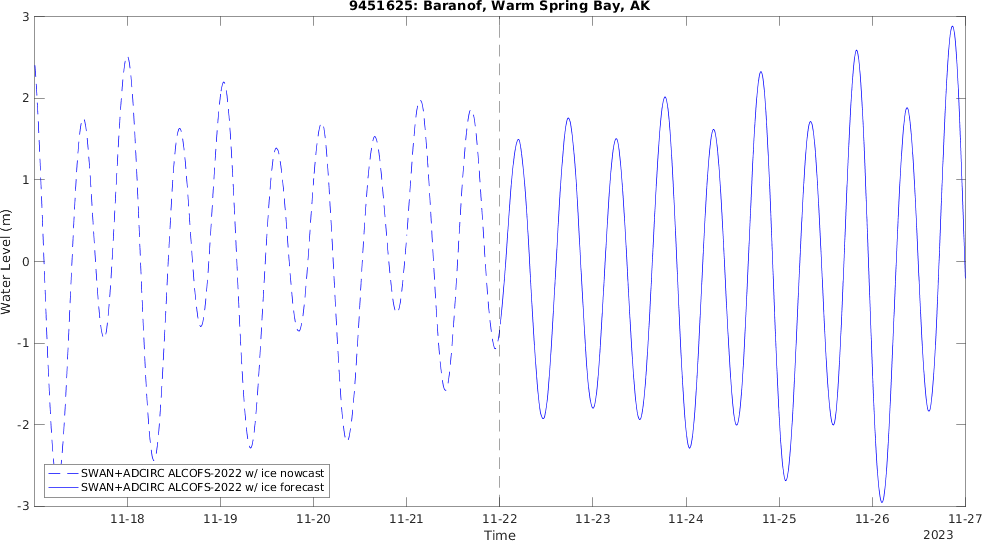 9451625: Baranof, Warm Spring Bay, AK
3
2
1
0
-1
-2
-3
Water Level (m)
SWAN+ADCIRC ALCOFS-2022 w/ ice nowcast
SWAN+ADCIRC ALCOFS-2022 w/ ice forecast
11-18 11-19 11-20 11-21 11-22 11-23 11-24 11-25 11-26 11-27
Time
2023